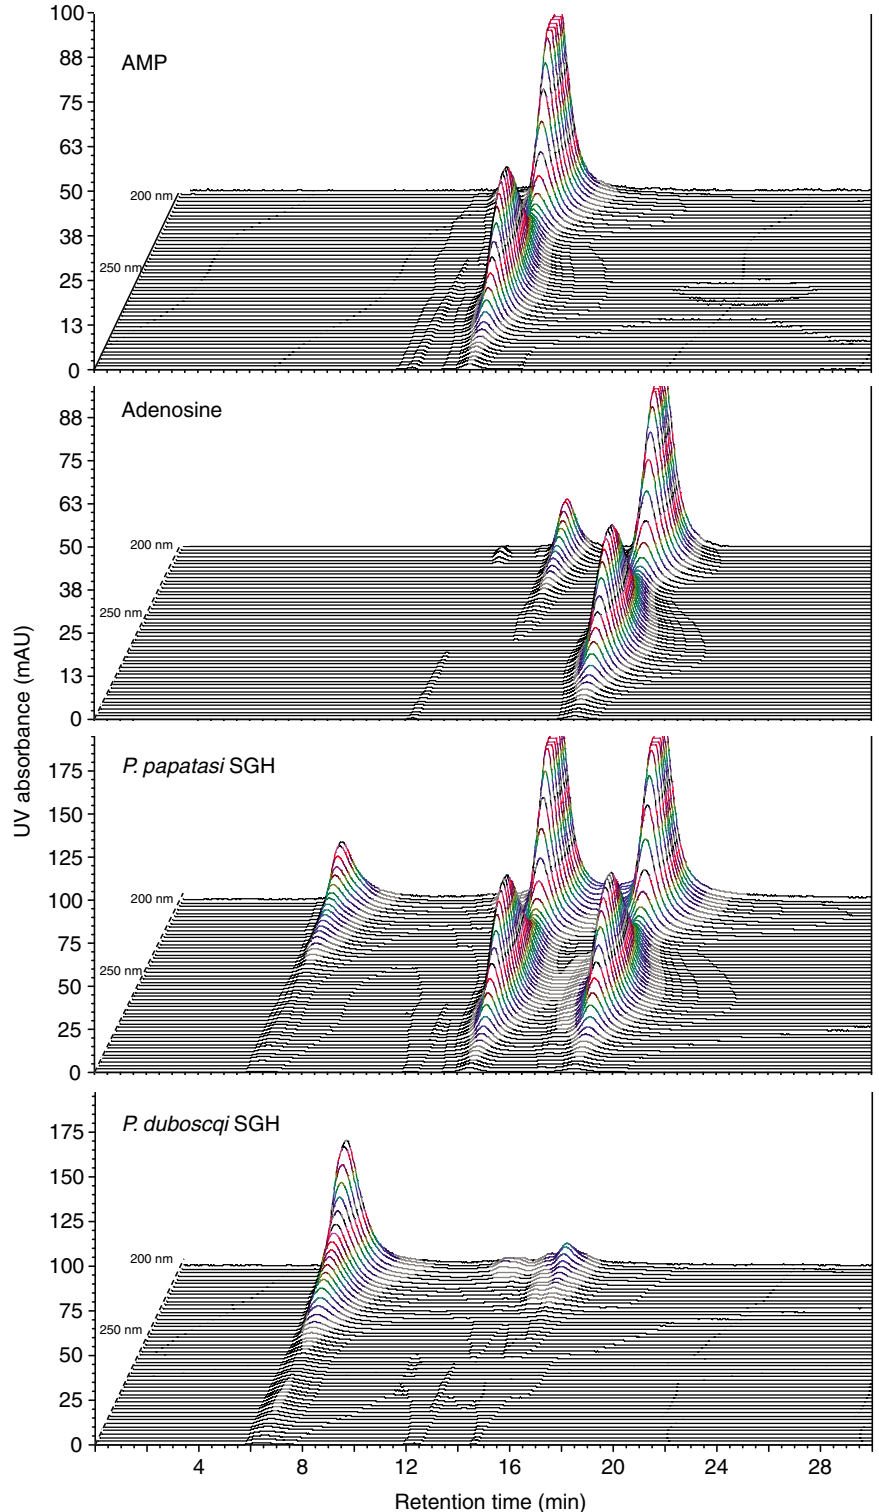 UV absorbance (mAU)
AMP
100
88
75
63
50
38
25
13
0
200 nm
250 nm
Adenosine
88
75
63
50
38
25
13
0
200 nm
250 nm
P. papatasi SGH
175
150
125
100
75
50
25
0
200 nm
250 nm
P. duboscqi SGH
175
150
125
100
75
50
25
0
200 nm
250 nm
4 8 12 16 20 24 28
Retention time (min)